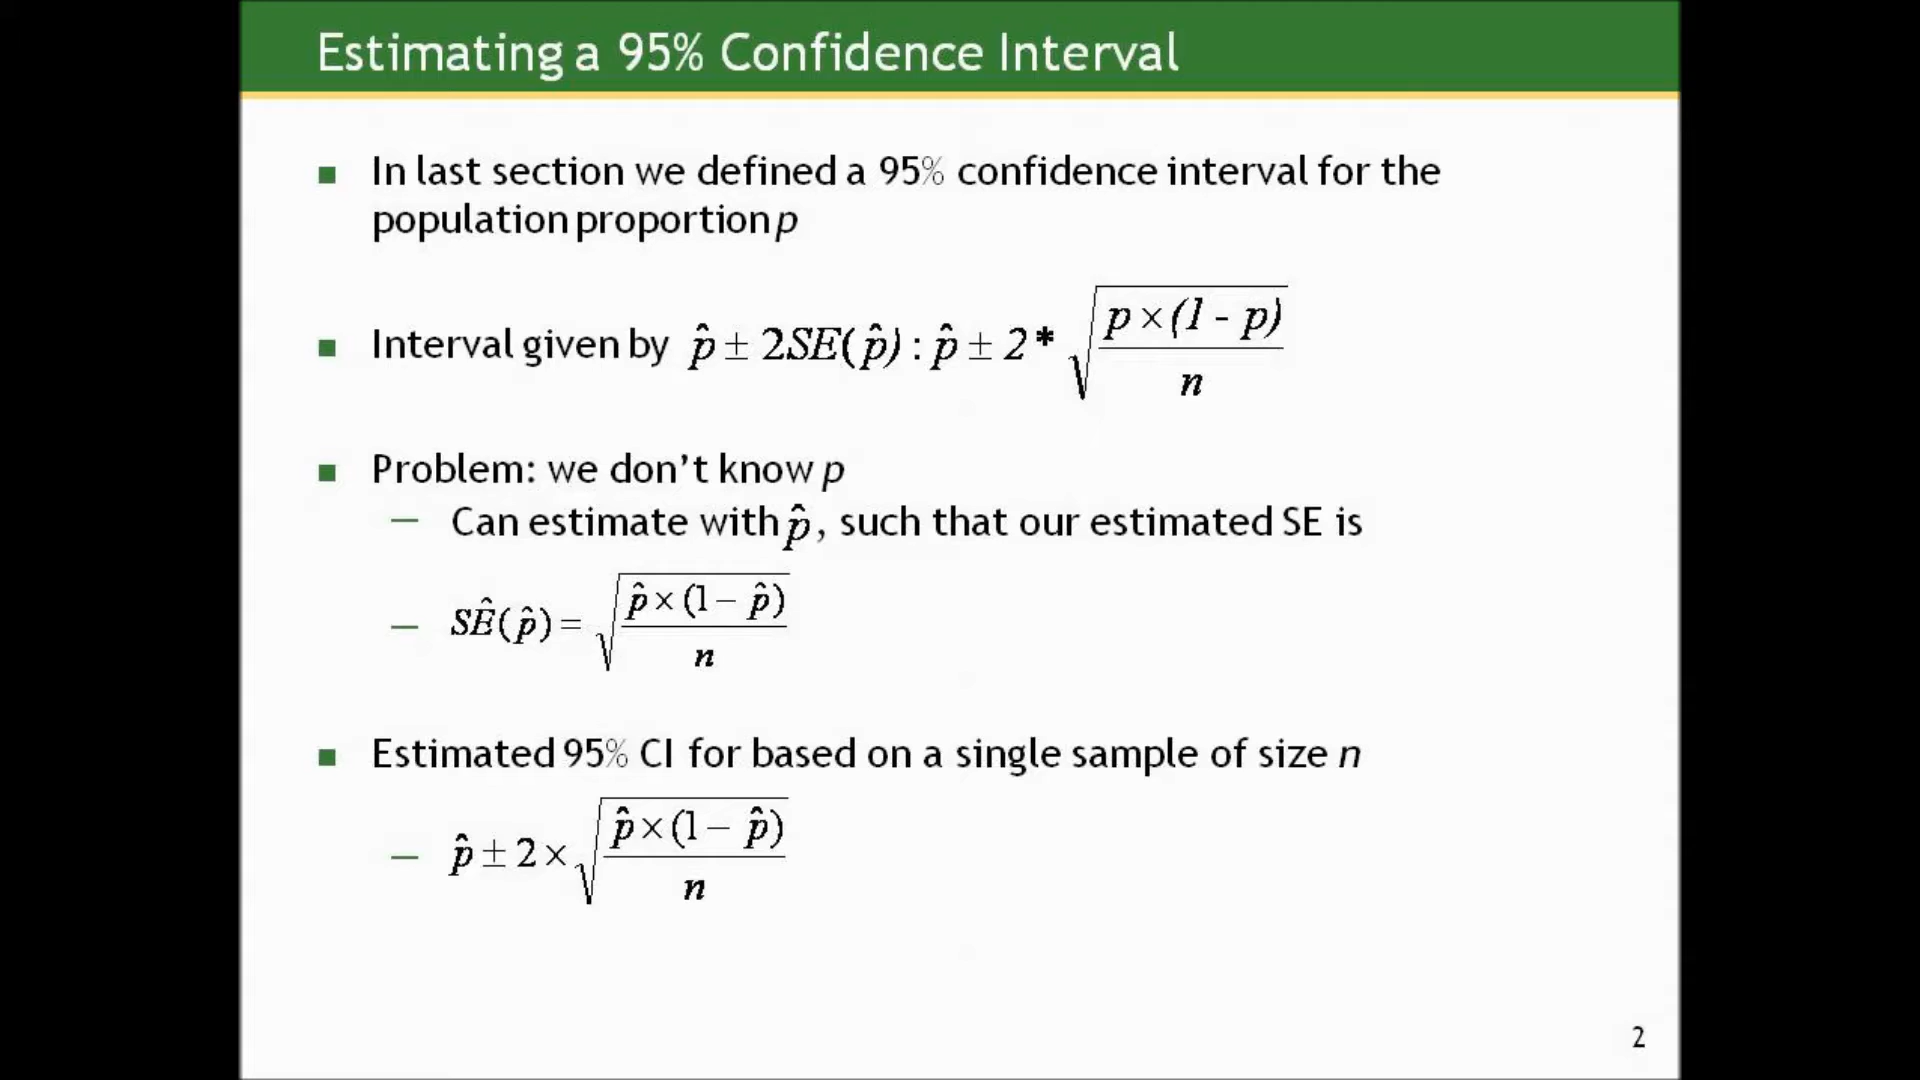 Estimating a 95% Confidence Interval
In last section we defined a 95% confidence interval for the
population proportion p
Interval given by p̂ ± 2SE(p̂) : p̂ ± 2* √(p × (1 - p) / n)
Problem: we don't know p
— Can estimate with p̂, such that our estimated SE is
— SÊ(p̂) = √(p̂ × (1 – p̂) / n)
Estimated 95% CI for based on a single sample of size n
— p̂ ± 2 × √(p̂ × (1 – p̂) / n)
2